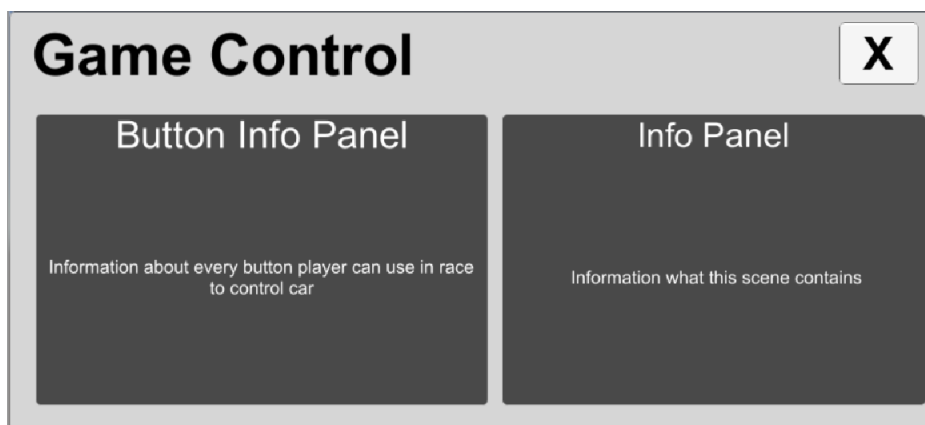 Game Control
X
Button Info Panel
Information about every button player can use in race
to control car
Info Panel
Information what this scene contains